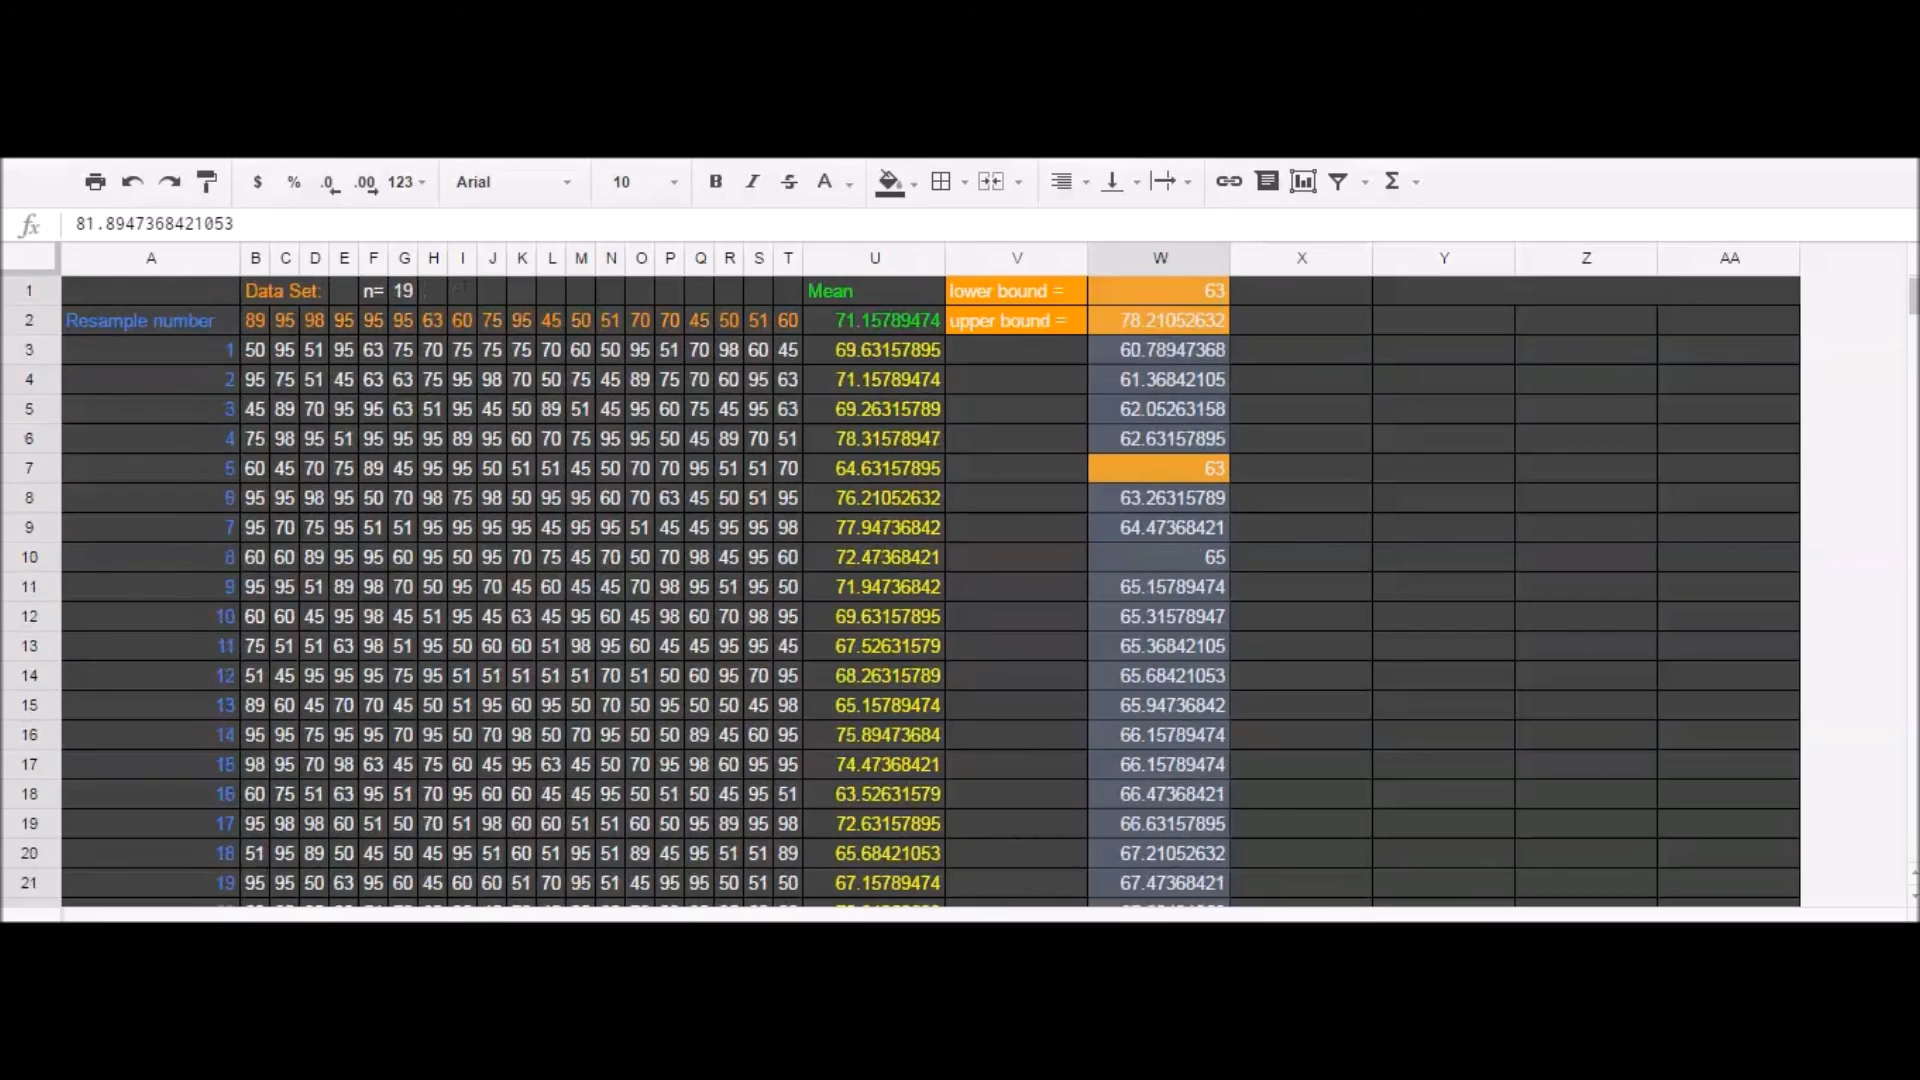 $ % .0 .00 123 Arial 10 B I S A Σ
fx 81.8947368421053
A B C D E F G H I J K L M N O P Q R S T U V W X Y Z AA
1 Data Set: n= 19 Mean lower bound = 63
2 Resample number 89 95 98 95 95 95 63 60 75 95 45 50 51 70 70 45 50 51 60 71.15789474 upper bound = 78.21052632
3 1 50 95 51 95 63 75 70 75 75 75 70 60 50 95 51 70 98 60 45 69.63157895 60.78947368
4 2 95 75 51 45 63 63 75 95 98 70 50 75 45 89 75 70 60 95 63 71.15789474 61.36842105
5 3 45 89 70 95 95 63 51 95 45 50 89 51 45 95 60 75 45 95 63 69.26315789 62.05263158
6 4 75 98 95 51 95 95 95 89 95 60 70 75 95 95 50 45 89 70 51 78.31578947 62.63157895
7 5 60 45 70 75 89 45 95 95 50 51 51 45 50 70 70 95 51 51 70 64.63157895 63
8 6 95 95 98 95 50 70 98 75 98 50 95 95 60 70 63 45 50 51 95 76.21052632 63.26315789
9 7 95 70 75 95 51 51 95 95 95 95 45 95 95 51 45 45 95 95 98 77.94736842 64.47368421
10 8 60 60 89 95 95 60 95 50 95 70 75 45 70 50 70 98 45 95 60 72.47368421 65
11 9 95 95 51 89 98 70 50 95 70 45 60 45 45 70 98 95 51 95 50 71.94736842 65.15789474
12 10 60 60 45 95 98 45 51 95 45 63 45 95 60 45 98 60 70 98 95 69.63157895 65.31578947
13 11 75 51 51 63 98 51 95 50 60 60 51 98 95 60 45 45 95 95 45 67.52631579 65.36842105
14 12 51 45 95 95 95 75 95 51 51 51 51 51 70 51 50 60 95 70 95 68.26315789 65.68421053
15 13 89 60 45 70 70 45 50 51 95 60 95 50 70 50 95 50 50 45 98 65.15789474 65.94736842
16 14 95 95 75 95 95 70 95 50 70 98 50 70 95 50 50 89 45 60 95 75.89473684 66.15789474
17 15 98 95 70 98 63 45 75 60 45 95 63 45 50 70 95 98 60 95 95 74.47368421 66.15789474
18 16 60 75 51 63 95 51 70 95 60 60 45 45 95 50 51 50 45 95 51 63.52631579 66.47368421
19 17 95 98 98 60 51 50 70 51 98 60 60 51 51 60 50 95 89 95 98 72.63157895 66.63157895
20 18 51 95 89 50 45 50 45 95 51 60 51 95 51 89 45 95 51 51 89 65.68421053 67.21052632
21 19 95 95 50 63 95 60 45 60 60 51 70 95 51 45 95 95 50 51 50 67.15789474 67.47368421